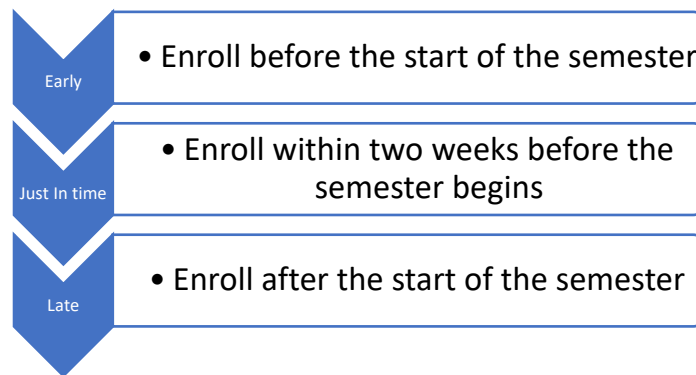 Early
• Enroll before the start of the semester
Just In time
• Enroll within two weeks before the
semester begins
Late
• Enroll after the start of the semester